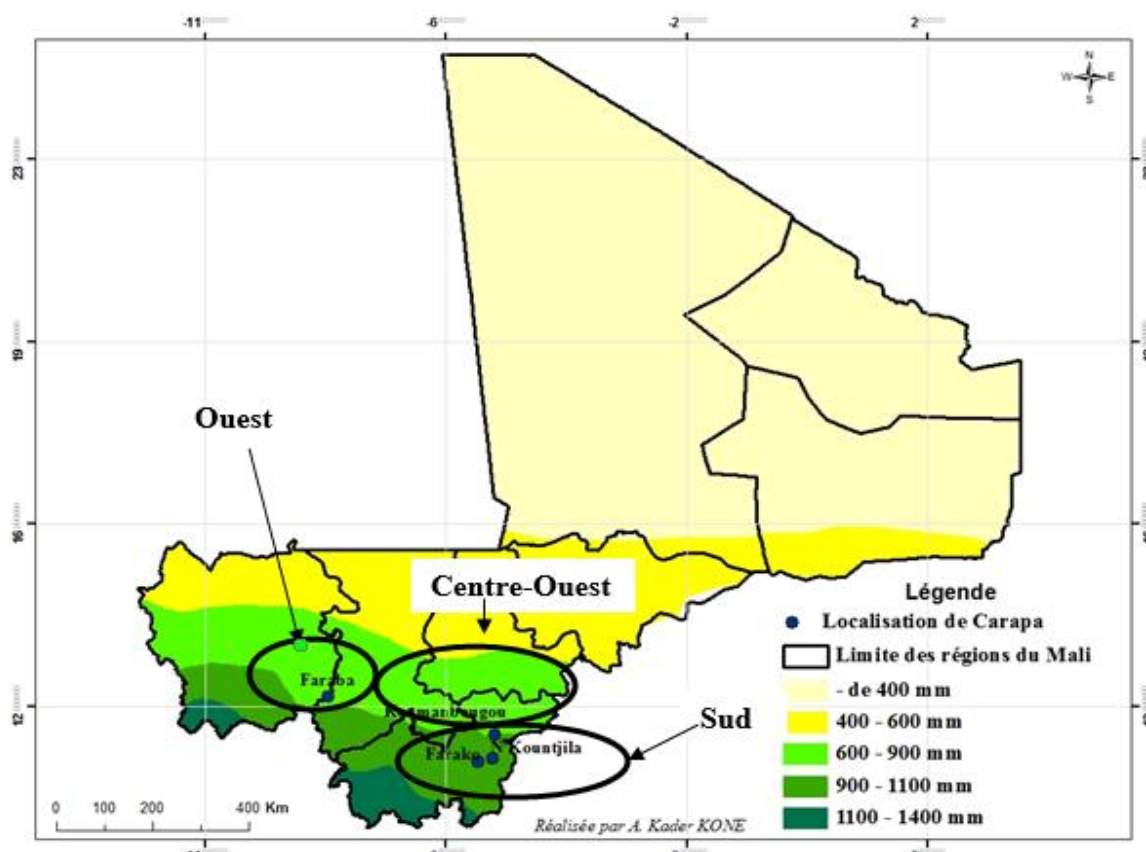 -11
-6
-2
2
N
W
E
S
23
19
Ouest
16
Centre-Ouest
Légende
Localisation de Carapa
Limite des régions du Mali
- de 400 mm
400 - 600 mm
600 - 900 mm
900 - 1100 mm
1100 - 1400 mm
Faraba
12
Sud
Kountjila
Farako
0 100 200 400 Km
Réalisée par A. Kader KONE